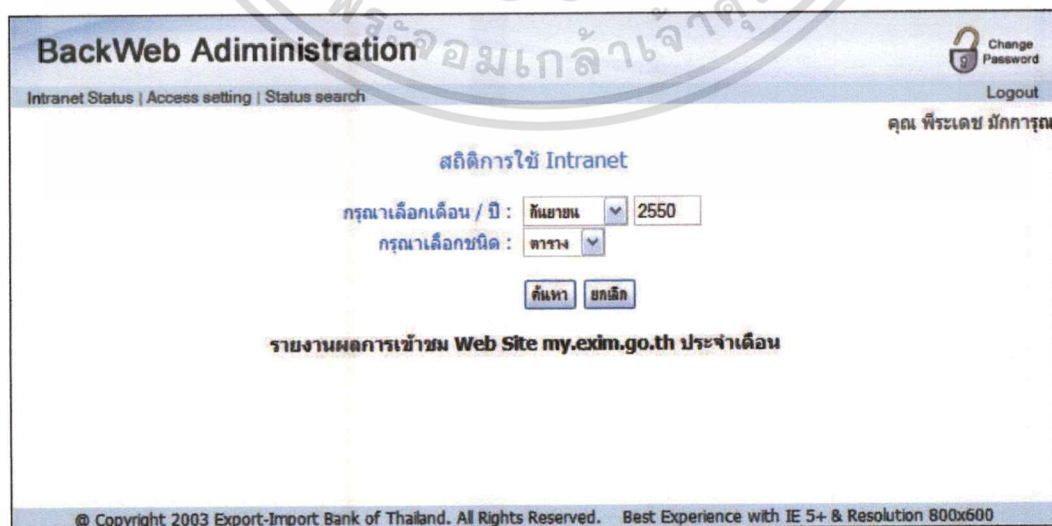 BackWeb Adiministration
Change
Password
Intranet Status | Access setting | Status search
Logout
คุณ พีระเดช มักการุณ
สถิติการใช้ Intranet
กรุณาเลือกเดือน / ปี : กันยายน 2550
กรุณาเลือกชนิด : ตาราง
ค้นหา ยกเลิก
รายงานผลการเข้าชม Web Site my.exim.go.th ประจำเดือน
@ Copyright 2003 Export-Import Bank of Thailand. All Rights Reserved. Best Experience with IE 5+ & Resolution 800x600